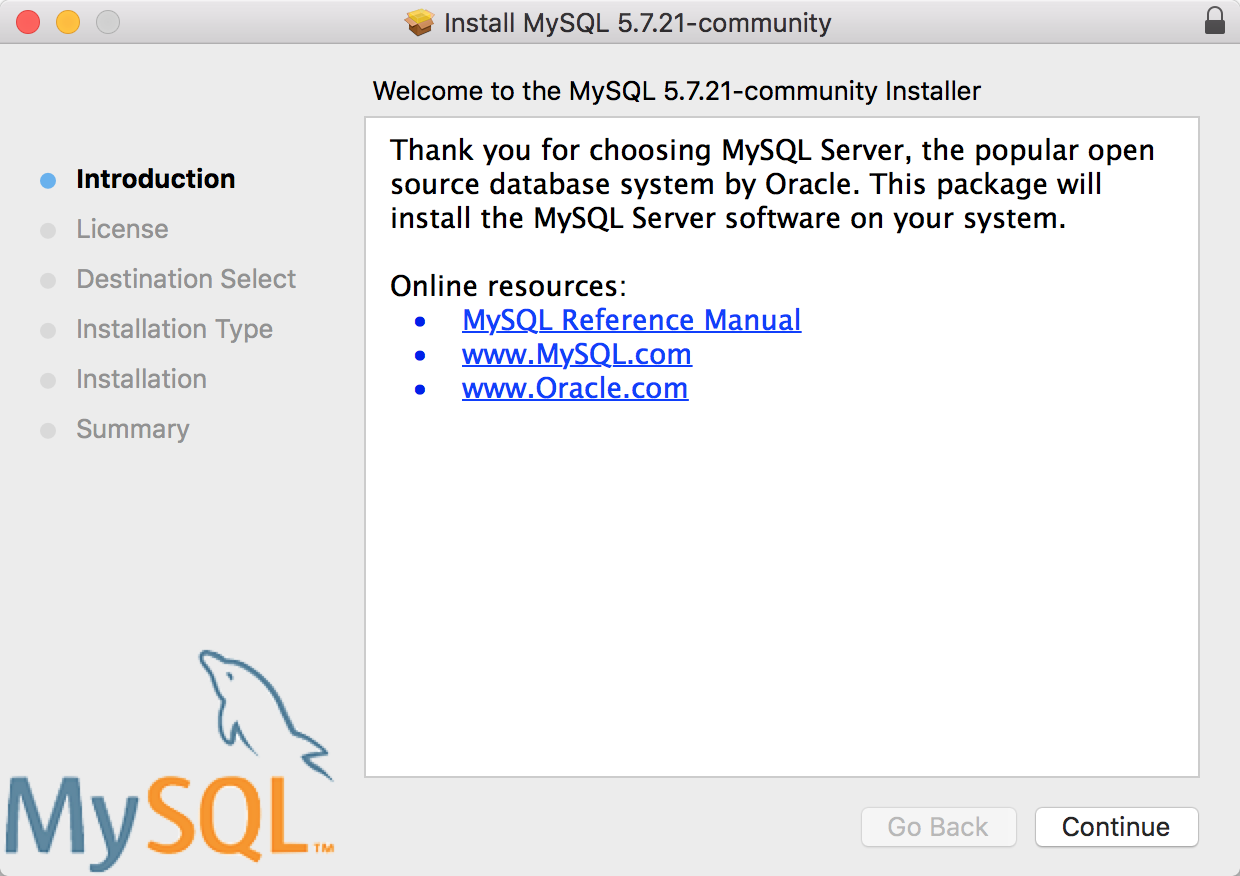 Install MySQL 5.7.21-community
Welcome to the MySQL 5.7.21-community Installer
Introduction
License
Destination Select
Installation Type
Installation
Summary
Thank you for choosing MySQL Server, the popular open
source database system by Oracle. This package will
install the MySQL Server software on your system.
Online resources:
• MySQL Reference Manual
• www.MySQL.com
• www.Oracle.com
MySQL™
Go Back
Continue